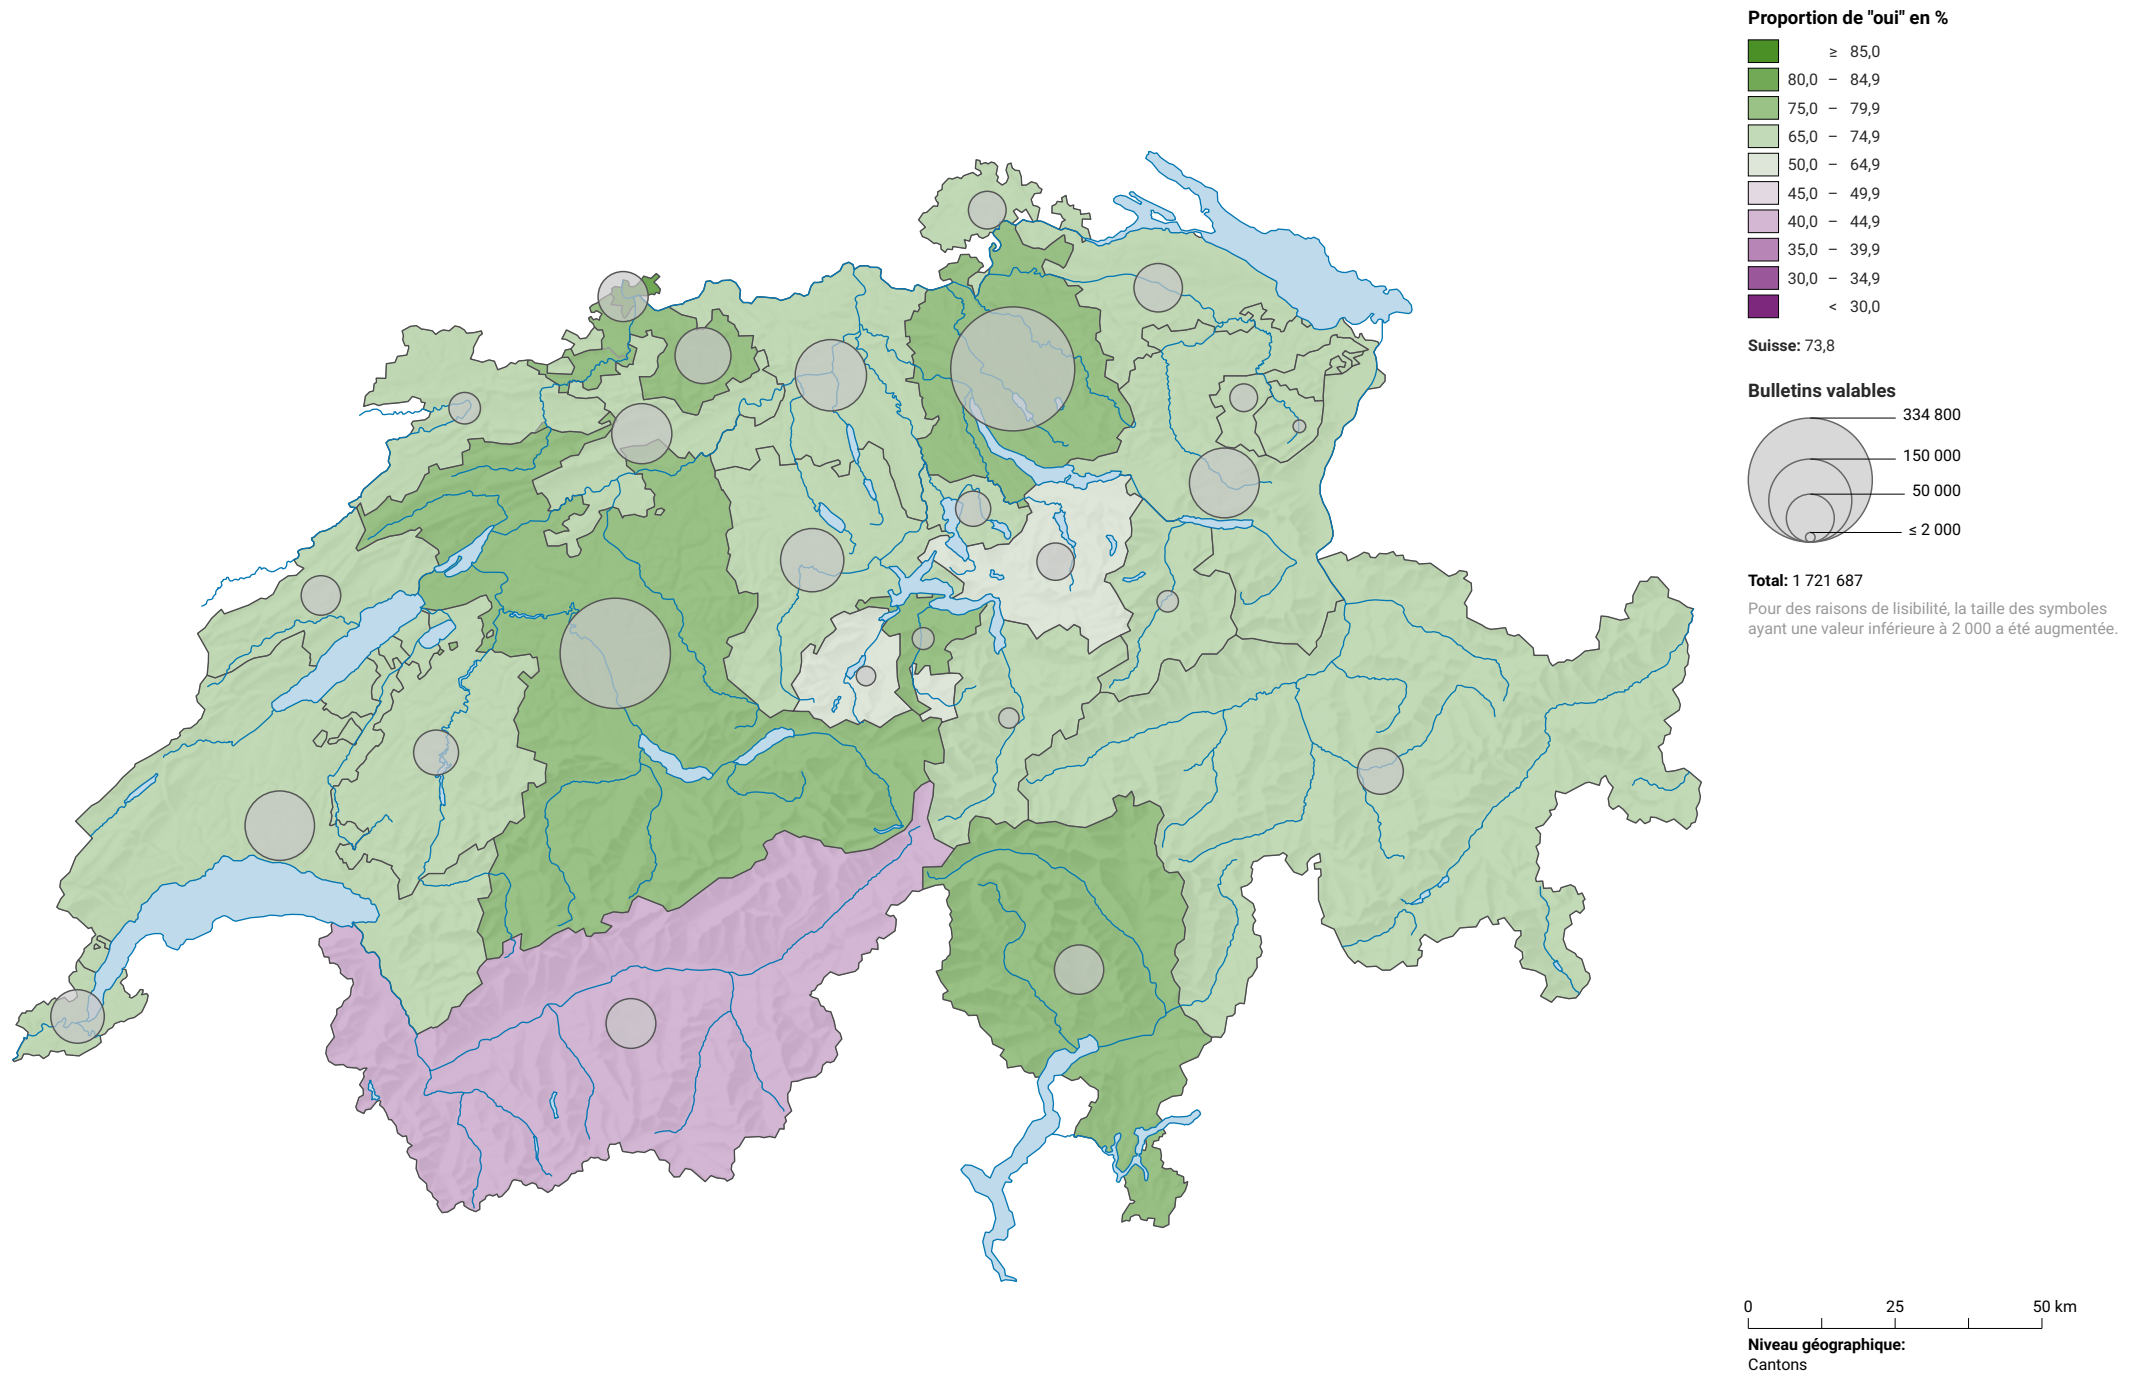 Proportion de "oui" en %
≥ 85,0
80,0 – 84,9
75,0 – 79,9
65,0 – 74,9
50,0 – 64,9
45,0 – 49,9
40,0 – 44,9
35,0 – 39,9
30,0 – 34,9
< 30,0
Suisse: 73,8
Bulletins valables
334 800
150 000
50 000
≤ 2 000
Total: 1 721 687
Pour des raisons de lisibilité, la taille des symboles
ayant une valeur inférieure à 2 000 a été augmentée.
0 25 50 km
Niveau géographique:
Cantons